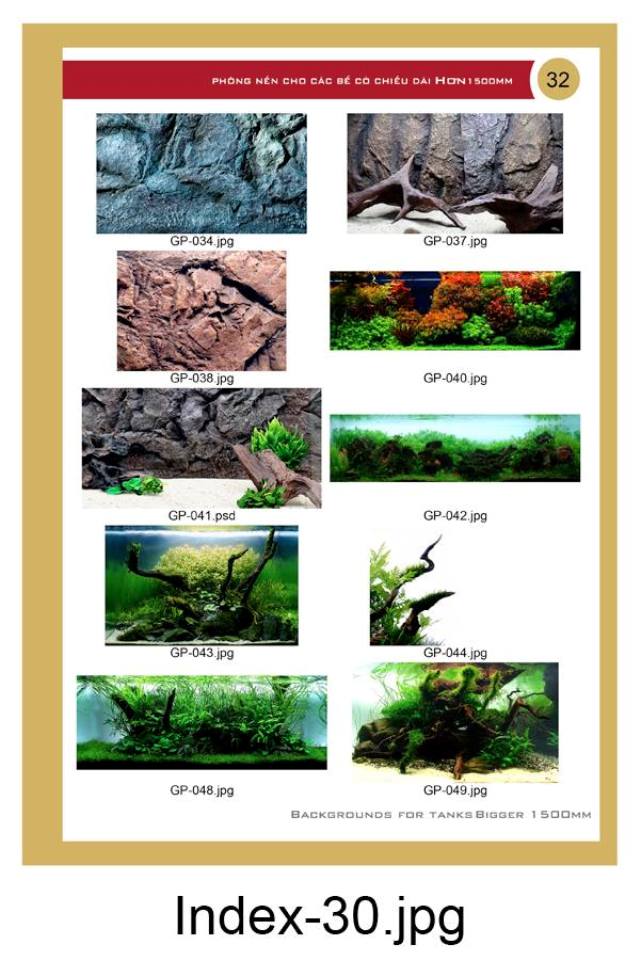 PHÔNG NỀN CHO CÁC BỂ CÓ CHIỀU DÀI HƠN 1500MM
32
GP-034.jpg GP-037.jpg
GP-038.jpg GP-040.jpg
GP-041.psd GP-042.jpg
GP-043.jpg GP-044.jpg
GP-048.jpg GP-049.jpg
BACKGROUNDS FOR TANKS BIGGER 1500MM
Index-30.jpg